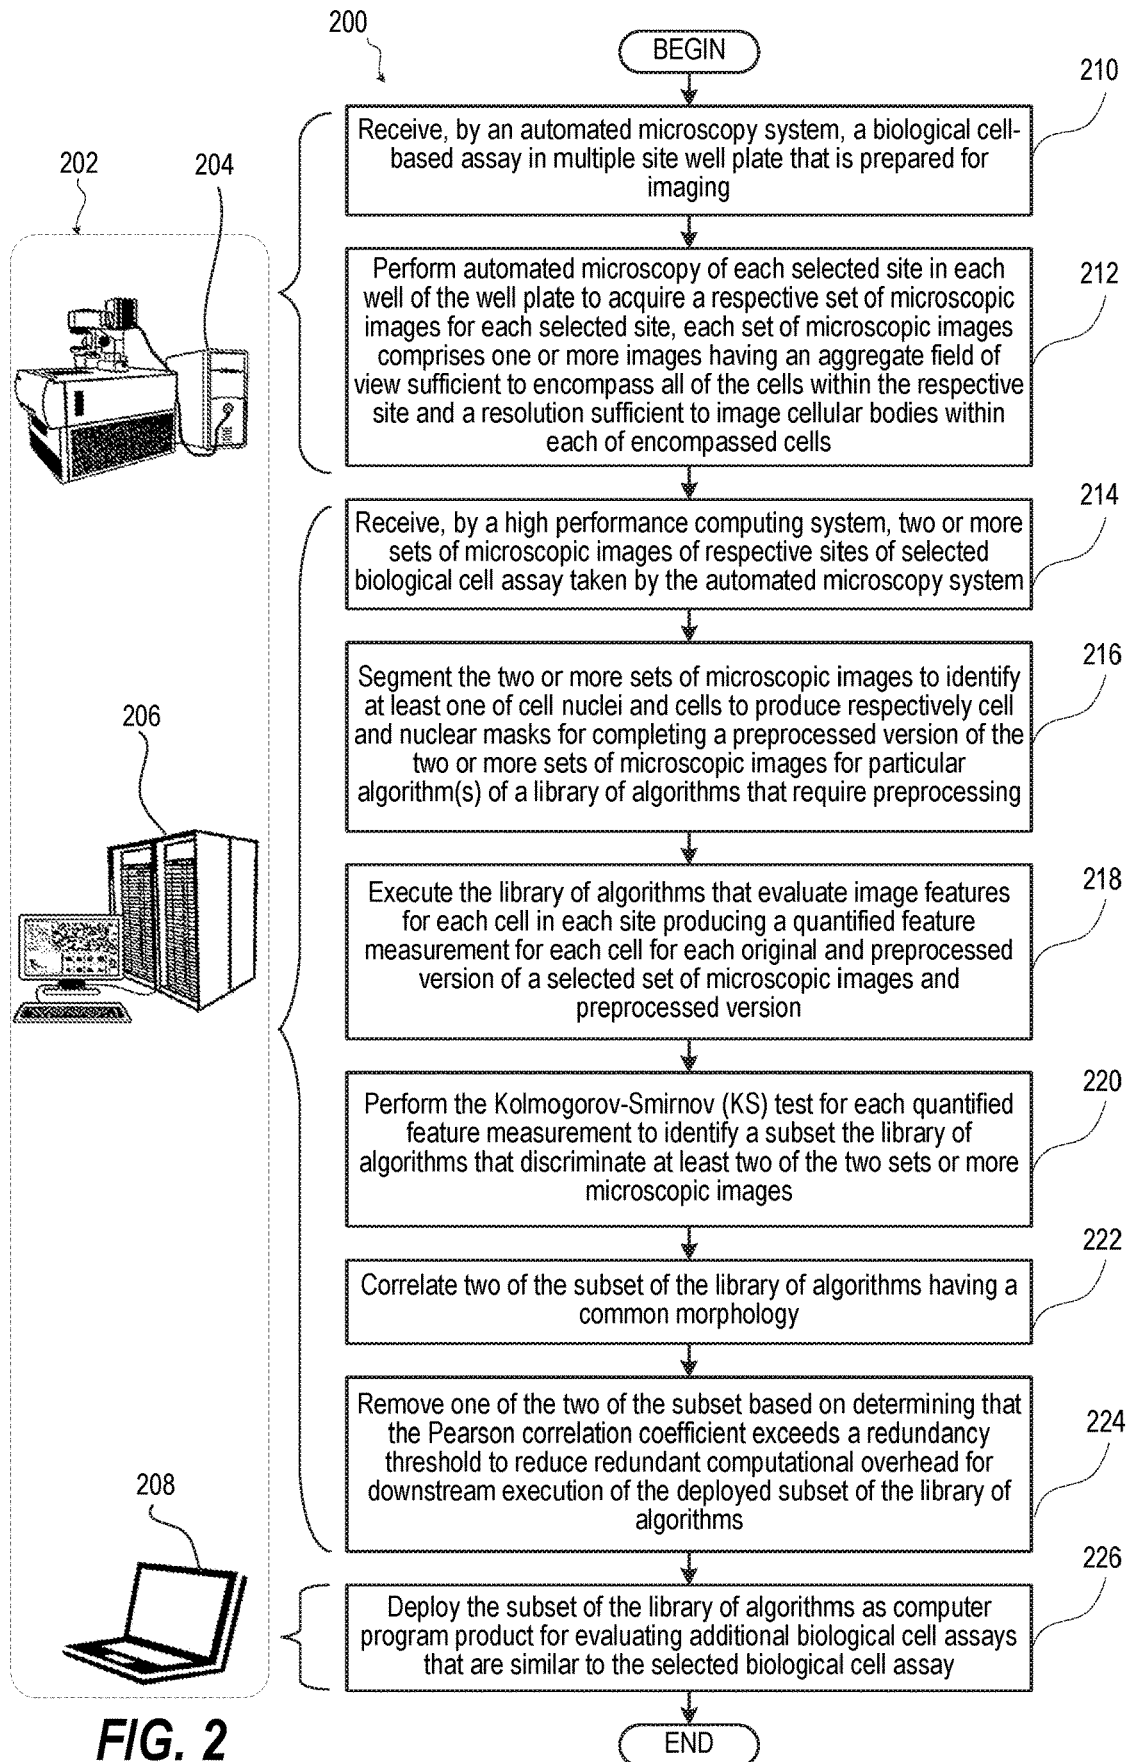 200
BEGIN
210
Receive, by an automated microscopy system, a biological cell-
based assay in multiple site well plate that is prepared for
imaging
202
204
212
Perform automated microscopy of each selected site in each
well of the well plate to acquire a respective set of microscopic
images for each selected site, each set of microscopic images
comprises one or more images having an aggregate field of
view sufficient to encompass all of the cells within the respective
site and a resolution sufficient to image cellular bodies within
each of encompassed cells
214
Receive, by a high performance computing system, two or more
sets of microscopic images of respective sites of selected
biological cell assay taken by the automated microscopy system
216
Segment the two or more sets of microscopic images to identify
at least one of cell nuclei and cells to produce respectively cell
and nuclear masks for completing a preprocessed version of the
two or more sets of microscopic images for particular
algorithm(s) of a library of algorithms that require preprocessing
206
218
Execute the library of algorithms that evaluate image features
for each cell in each site producing a quantified feature
measurement for each cell for each original and preprocessed
version of a selected set of microscopic images and
preprocessed version
220
Perform the Kolmogorov-Smirnov (KS) test for each quantified
feature measurement to identify a subset the library of
algorithms that discriminate at least two of the two sets or more
microscopic images
222
Correlate two of the subset of the library of algorithms having a
common morphology
224
Remove one of the two of the subset based on determining that
the Pearson correlation coefficient exceeds a redundancy
threshold to reduce redundant computational overhead for
downstream execution of the deployed subset of the library of
algorithms
208
226
Deploy the subset of the library of algorithms as computer
program product for evaluating additional biological cell assays
that are similar to the selected biological cell assay
FIG. 2
END